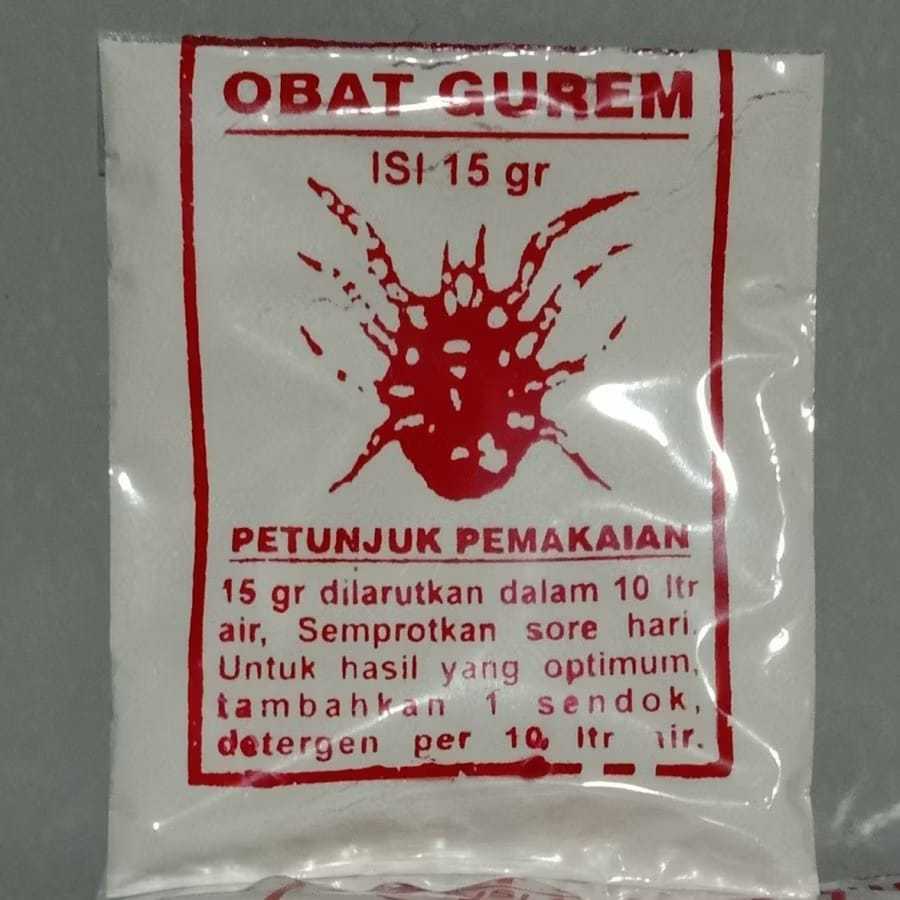 OBAT GUREM
ISI 15 gr
PETUNJUK PEMAKAIAN
15 gr dilarutkan dalam 10 ltr
air, Semprotkan sore hari.
Untuk hasil yang optimum,
tambahkan 1 sendok,
detergen per 10, ltr air.